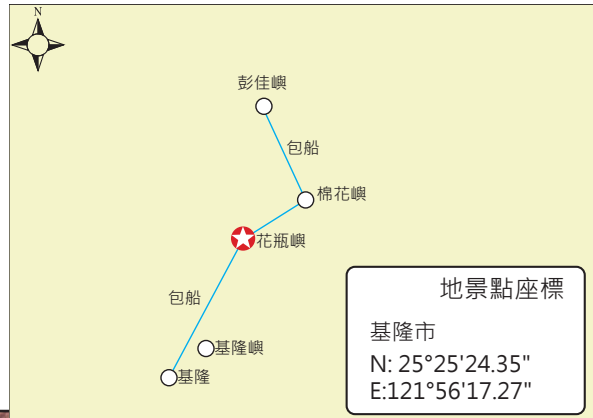 N
彭佳嶼
包船
棉花嶼
花瓶嶼
包船
基隆嶼
基隆
地景點座標
基隆市
N: 25°25'24.35"
E:121°56'17.27"